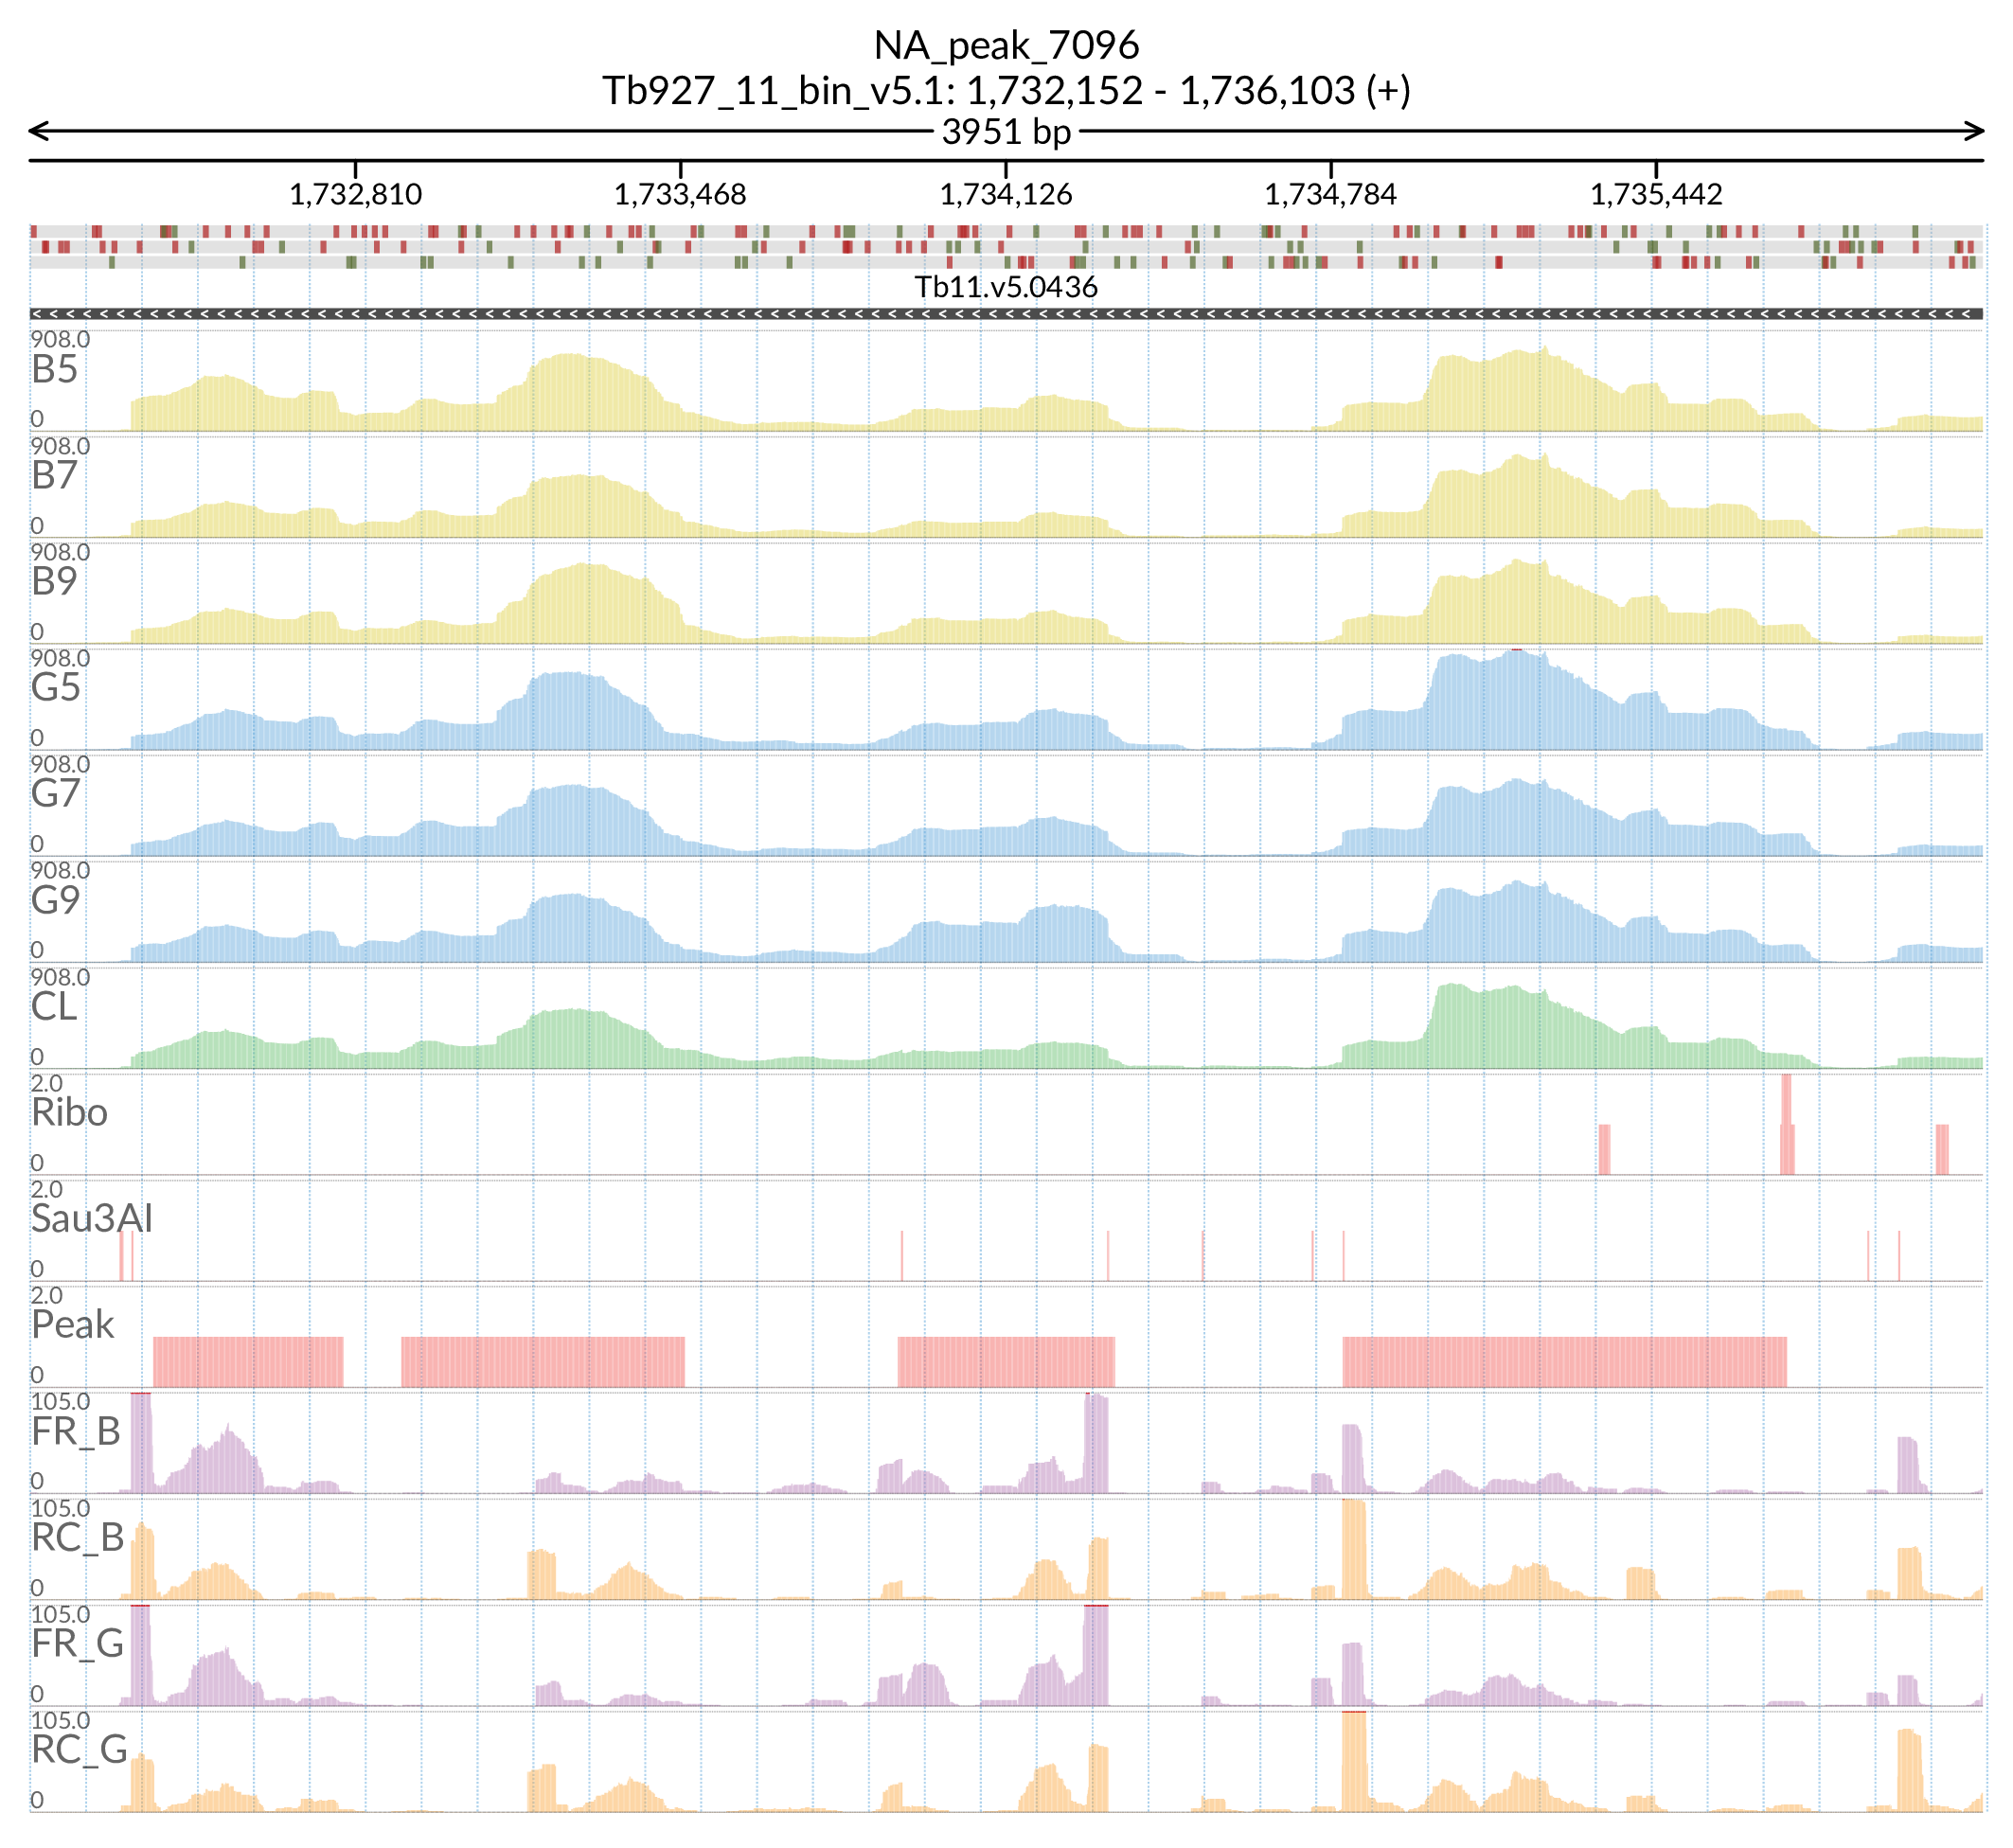 NA_peak_7096
Tb927_11_bin_v5.1: 1,732,152 - 1,736,103 (+)
3951 bp
1,732,810 1,733,468 1,734,126 1,734,784 1,735,442
Tb11.v5.0436
908.0
B5
0
908.0
B7
0
908.0
B9
0
908.0
G5
0
908.0
G7
0
908.0
G9
0
908.0
CL
0
2.0
Ribo
0
2.0
Sau3AI
0
2.0
Peak
0
105.0
FR_B
0
105.0
RC_B
0
105.0
FR_G
0
105.0
RC_G
0